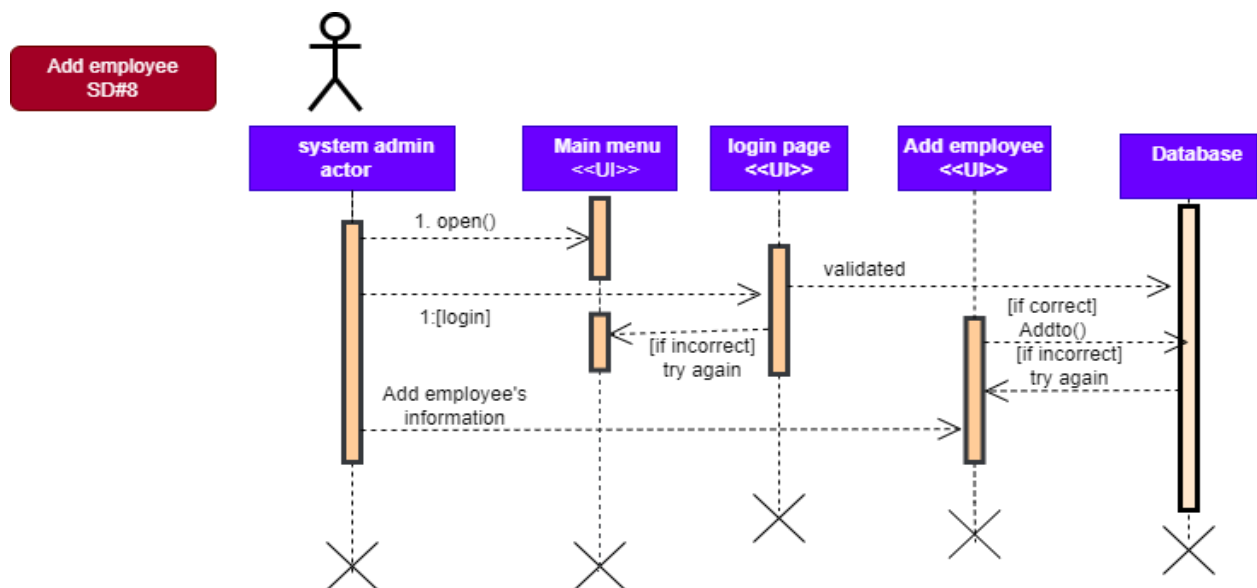 Add employee
SD#8
system admin
actor
Main menu
<<UI>>
login page
<<UI>>
Add employee
<<UI>>
Database
1. open()
validated
1:[login]
[if incorrect]
try again
[if correct]
Addto()
[if incorrect]
try again
Add employee's
information